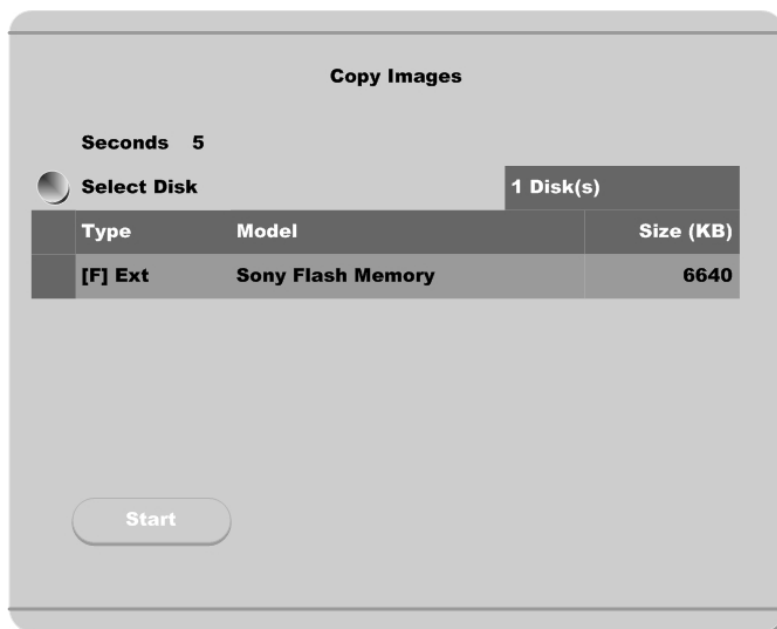 Copy Images
Seconds 5
Select Disk 1 Disk(s)
Type Model Size (KB)
[F] Ext Sony Flash Memory 6640
Start